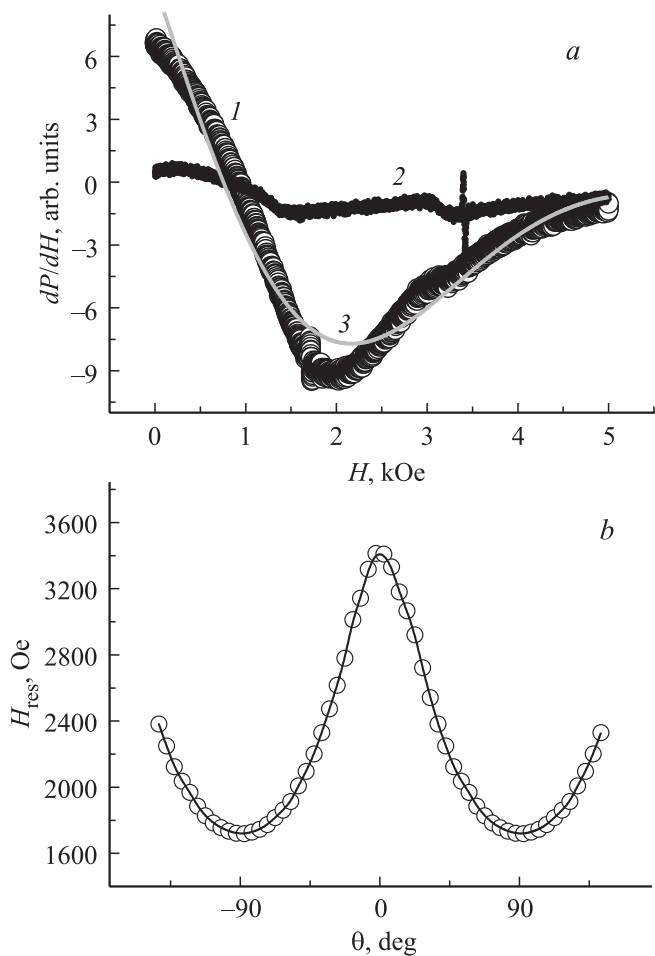 a
6
3
0
–3
–6
–9
dP/dH, arb. units
1
2
3
0 1 2 3 4 5
H, kOe
b
3600
3200
2800
2400
2000
1600
H_res, Oe
–90 0 90
θ, deg